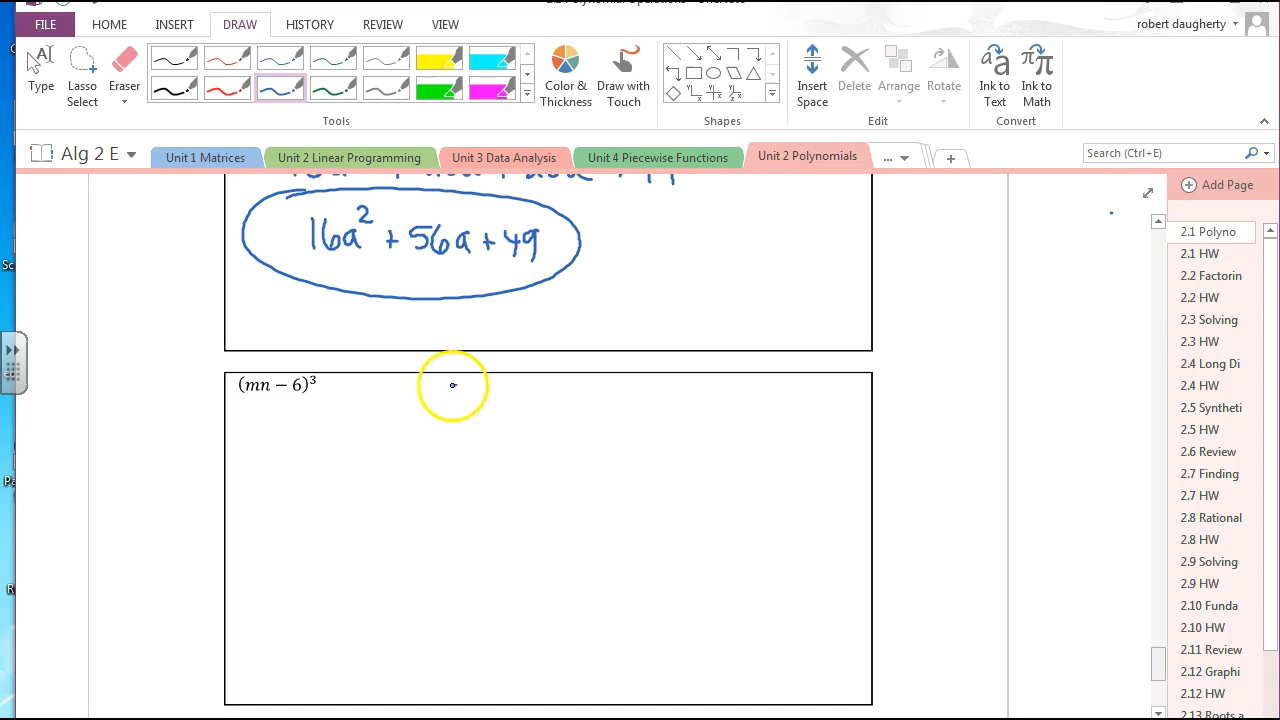 FILE HOME INSERT DRAW HISTORY REVIEW VIEW robert daugherty
Type Lasso Select Eraser Color & Thickness Draw with Touch Insert Space Delete Arrange Rotate Ink to Text Ink to Math
Tools Shapes Edit Convert
Alg 2 E Unit 1 Matrices Unit 2 Linear Programming Unit 3 Data Analysis Unit 4 Piecewise Functions Unit 2 Polynomials ... Search (Ctrl+E)
Add Page
16a² + 56a + 49
(mn − 6)³
2.1 Polyno
2.1 HW
2.2 Factorin
2.2 HW
2.3 Solving
2.3 HW
2.4 Long Di
2.4 HW
2.5 Syntheti
2.5 HW
2.6 Review
2.7 Finding
2.7 HW
2.8 Rational
2.8 HW
2.9 Solving
2.9 HW
2.10 Funda
2.10 HW
2.11 Review
2.12 Graphi
2.12 HW
2.13 Roots a